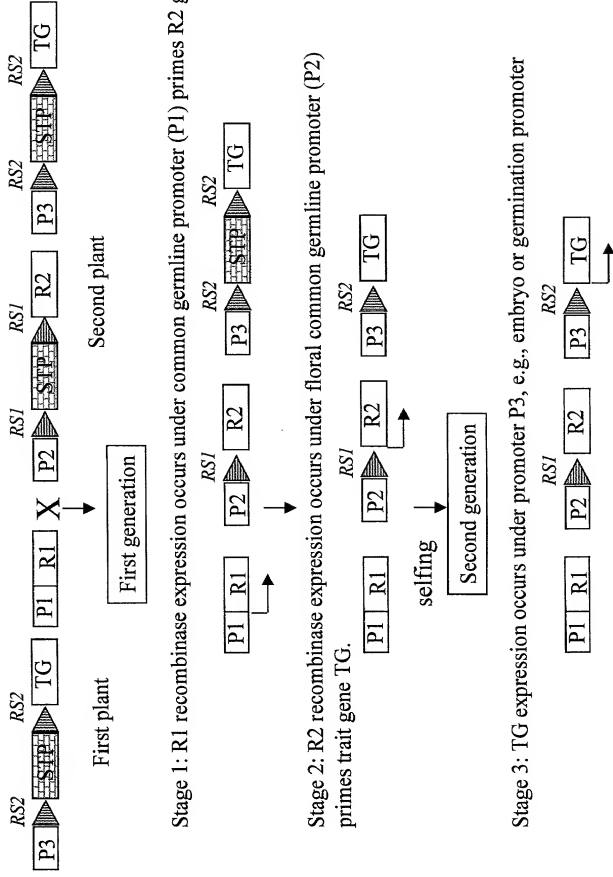 RS2 RS2 RS1 RS1 RS2 RS2
P3 STP TG P1 R1 X P2 STP R2 P3 STP TG
First plant Second plant
First generation
Stage 1: R1 recombinase expression occurs under common germline promoter (P1) primes R2 g
RS1 RS2 RS2
P1 R1 P2 R2 P3 STP TG
Stage 2: R2 recombinase expression occurs under floral common germline promoter (P2)
primes trait gene TG.
RS1 RS2
P1 R1 P2 R2 P3 TG
selfing
Second generation
Stage 3: TG expression occurs under promoter P3, e.g., embryo or germination promoter
RS1 RS2
P1 R1 P2 R2 P3 TG